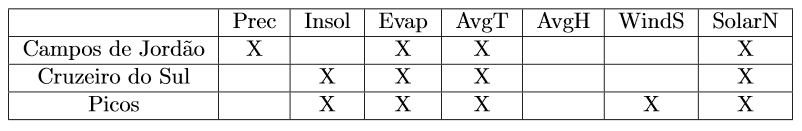 Prec Insol Evap AvgT AvgH WindS SolarN
Campos de Jordão X X X X
Cruzeiro do Sul X X X X
Picos X X X X X